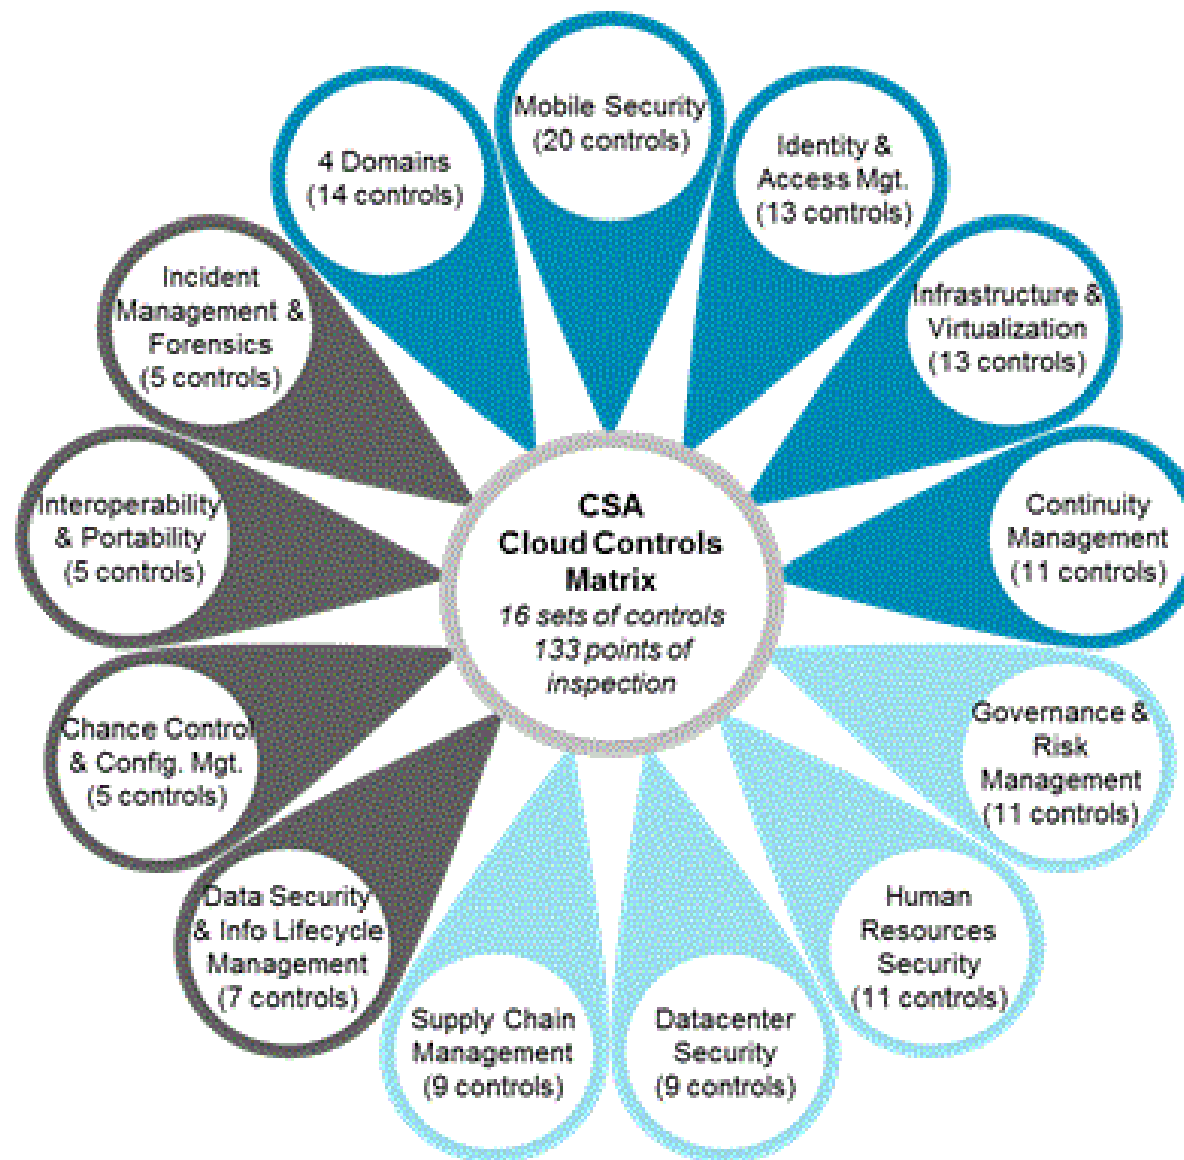 Mobile Security
(20 controls)
Identity &
Access Mgt.
(13 controls)
Infrastructure &
Virtualization
(13 controls)
Continuity
Management
(11 controls)
Governance &
Risk
Management
(11 controls)
Human
Resources
Security
(11 controls)
Datacenter
Security
(9 controls)
Supply Chain
Management
(9 controls)
Data Security
& Info Lifecycle
Management
(7 controls)
Chance Control
& Config. Mgt.
(5 controls)
Interoperability
& Portability
(5 controls)
Incident
Management &
Forensics
(5 controls)
4 Domains
(14 controls)
CSA
Cloud Controls
Matrix
16 sets of controls
133 points of
inspection